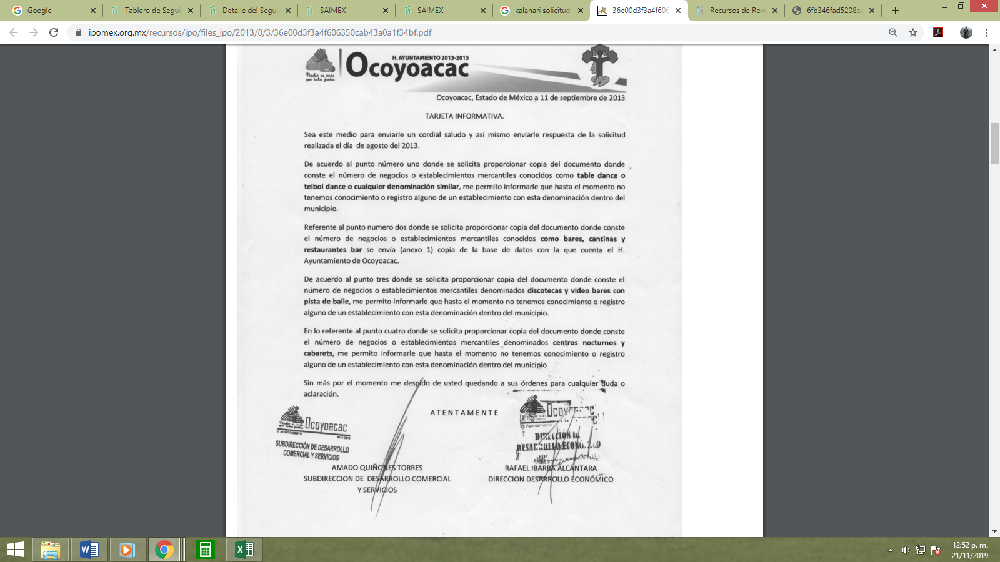 Google
Tablero de Segui
Detalle del Segui
SAIMEX
SAIMEX
kalahari solicitud
36e00d3f3a4f606
Recursos de Revi
6fb346fad5208e
ipomex.org.mx/recursos/ipo/files_ipo/2013/8/3/36e00d3f3a4f606350cab43a0a1f34bf.pdf
H. AYUNTAMIENTO 2013-2015
Ocoyoacac
Nadie es más
que todos juntos
Ocoyoacac, Estado de México a 11 de septiembre de 2013
TARJETA INFORMATIVA.
Sea este medio para enviarle un cordial saludo y así mismo enviarle respuesta de la solicitud
realizada el día de agosto del 2013.
De acuerdo al punto número uno donde se solicita proporcionar copia del documento donde
conste el número de negocios o establecimientos mercantiles conocidos como table dance o
teibol dance o cualquier denominación similar, me permito informarle que hasta el momento no
tenemos conocimiento o registro alguno de un establecimiento con esta denominación dentro del
municipio.
Referente al punto numero dos donde se solicita proporcionar copia del documento donde conste
el número de negocios o establecimientos mercantiles conocidos como bares, cantinas y
restaurantes bar se envía (anexo 1) copia de la base de datos con la que cuenta el H.
Ayuntamiento de Ocoyoacac.
De acuerdo al punto tres donde se solicita proporcionar copia del documento donde conste el
número de negocios o establecimientos mercantiles denominados discotecas y video bares con
pista de baile, me permito informarle que hasta el momento no tenemos conocimiento o registro
alguno de un establecimiento con esta denominación dentro del municipio.
En lo referente al punto cuatro donde se solicita proporcionar copia del documento donde conste
el número de negocios o establecimientos mercantiles denominados centros nocturnos y
cabarets, me permito informarle que hasta el momento no tenemos conocimiento o registro
alguno de un establecimiento con esta denominación dentro del municipio
Sin más por el momento me despido de usted quedando a sus órdenes para cualquier duda o
aclaración.
ATENTAMENTE
Ocoyoacac
H. AYUNTAMIENTO 2013-2015
SUBDIRECCIÓN DE DESARROLLO
COMERCIAL Y SERVICIOS
Ocoyoacac
H. Ayuntamiento
DIRECCIÓN DE
DESARROLLO ECONO
AMADO QUIÑONES TORRES
SUBDIRECCION DE DESARROLLO COMERCIAL
Y SERVICIOS
RAFAEL IBARRA ALCÁNTARA
DIRECCION DESARROLLO ECONÓMICO
12:52 p. m.
21/11/2019